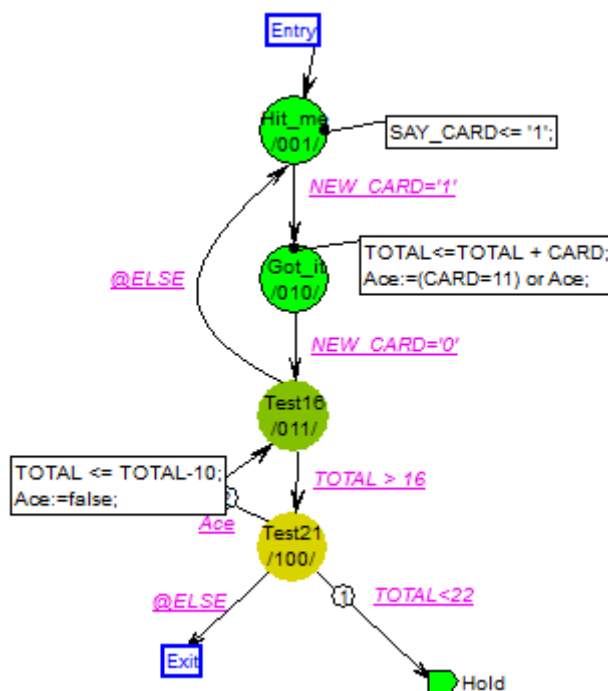 Entry
Hit_me
/001/
SAY_CARD<= '1';
NEW_CARD='1'
Got_it
/010/
TOTAL<=TOTAL + CARD;
Ace:=(CARD=11) or Ace;
@ELSE
NEW_CARD='0'
Test16
/011/
TOTAL <= TOTAL-10;
Ace:=false;
TOTAL > 16
Ace
Test21
/100/
@ELSE
1
TOTAL<22
Exit
Hold